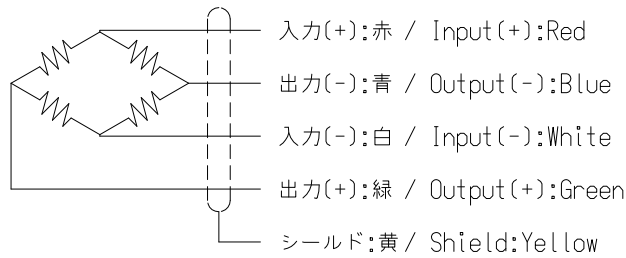 入力(+):赤 / Input(+):Red
出力(-):青 / Output(-):Blue
入力(-):白 / Input(-):White
出力(+):緑 / Output(+):Green
シールド:黄 / Shield:Yellow